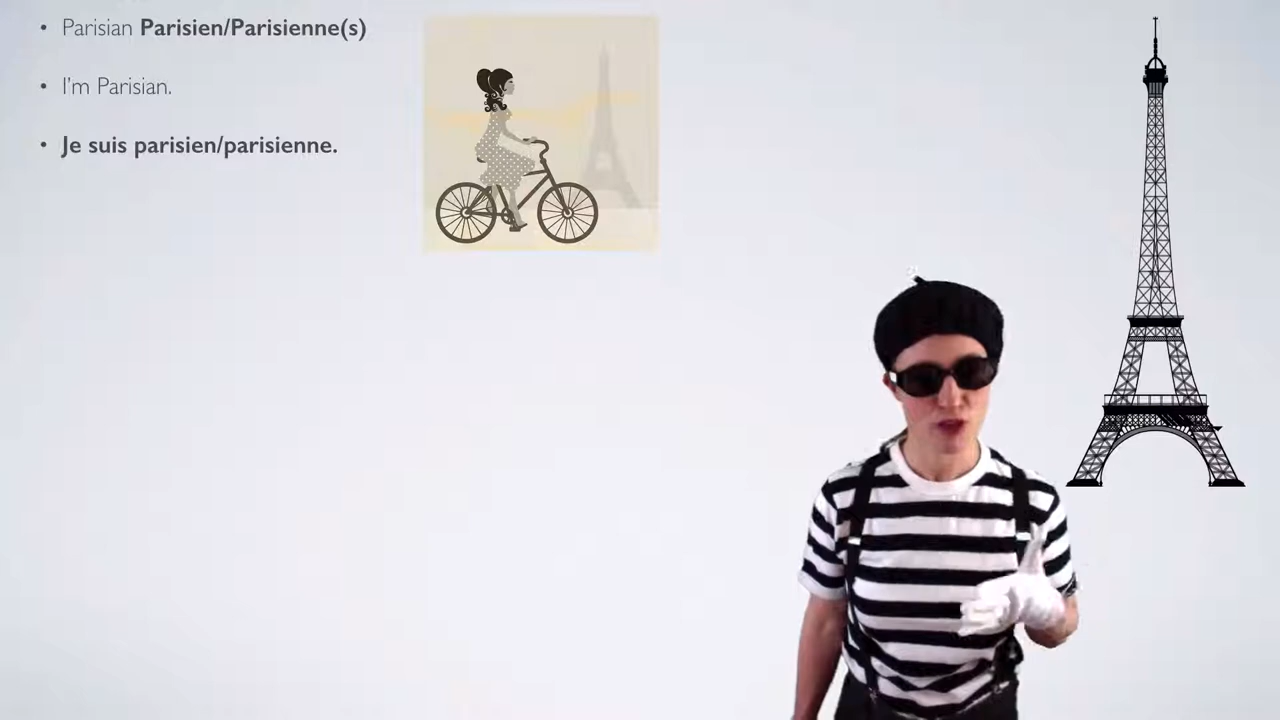 • Parisian Parisien/Parisienne(s)
• I'm Parisian.
• Je suis parisien/parisienne.